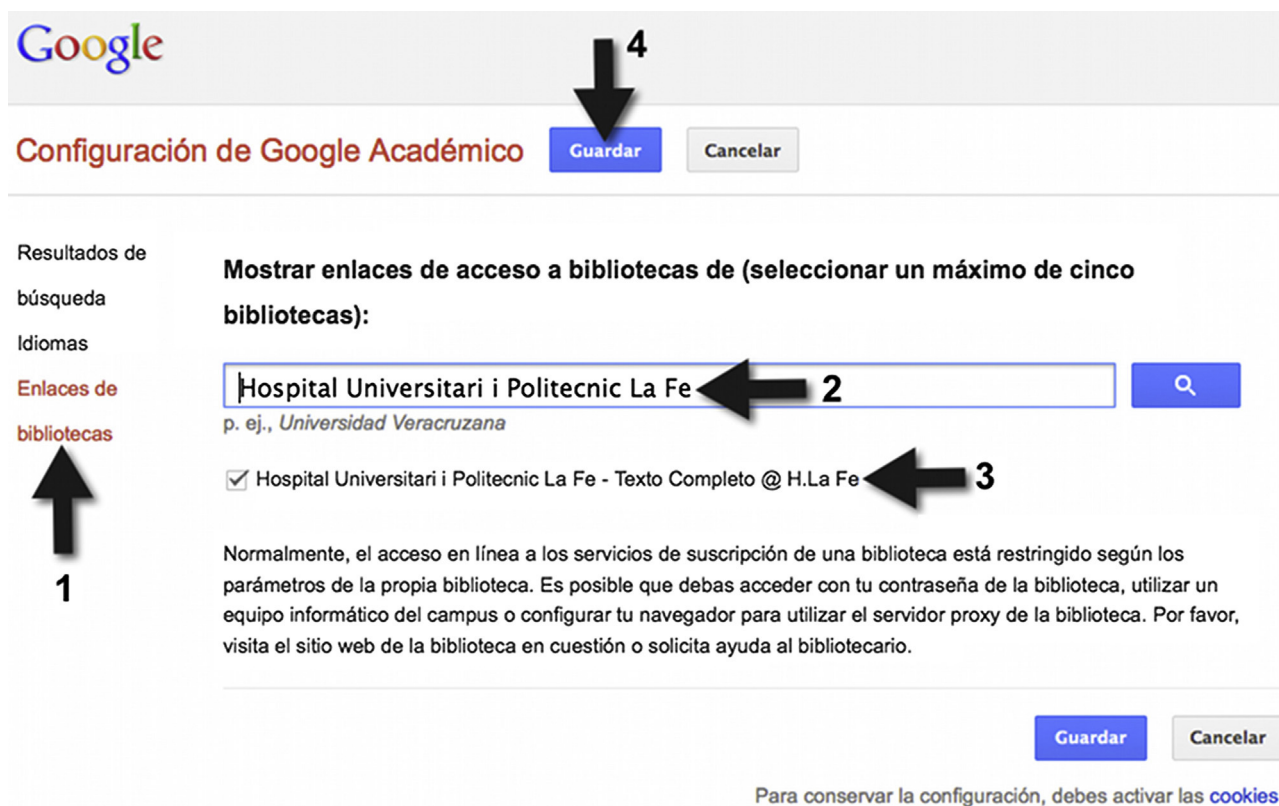 Google
4
Configuración de Google Académico Guardar Cancelar
Resultados de
búsqueda
Idiomas
Enlaces de
bibliotecas
1
Mostrar enlaces de acceso a bibliotecas de (seleccionar un máximo de cinco
bibliotecas):
Hospital Universitari i Politecnic La Fe 2
p. ej., Universidad Veracruzana
Hospital Universitari i Politecnic La Fe - Texto Completo @ H.La Fe 3
Normalmente, el acceso en línea a los servicios de suscripción de una biblioteca está restringido según los
parámetros de la propia biblioteca. Es posible que debas acceder con tu contraseña de la biblioteca, utilizar un
equipo informático del campus o configurar tu navegador para utilizar el servidor proxy de la biblioteca. Por favor,
visita el sitio web de la biblioteca en cuestión o solicita ayuda al bibliotecario.
Guardar Cancelar
Para conservar la configuración, debes activar las cookies